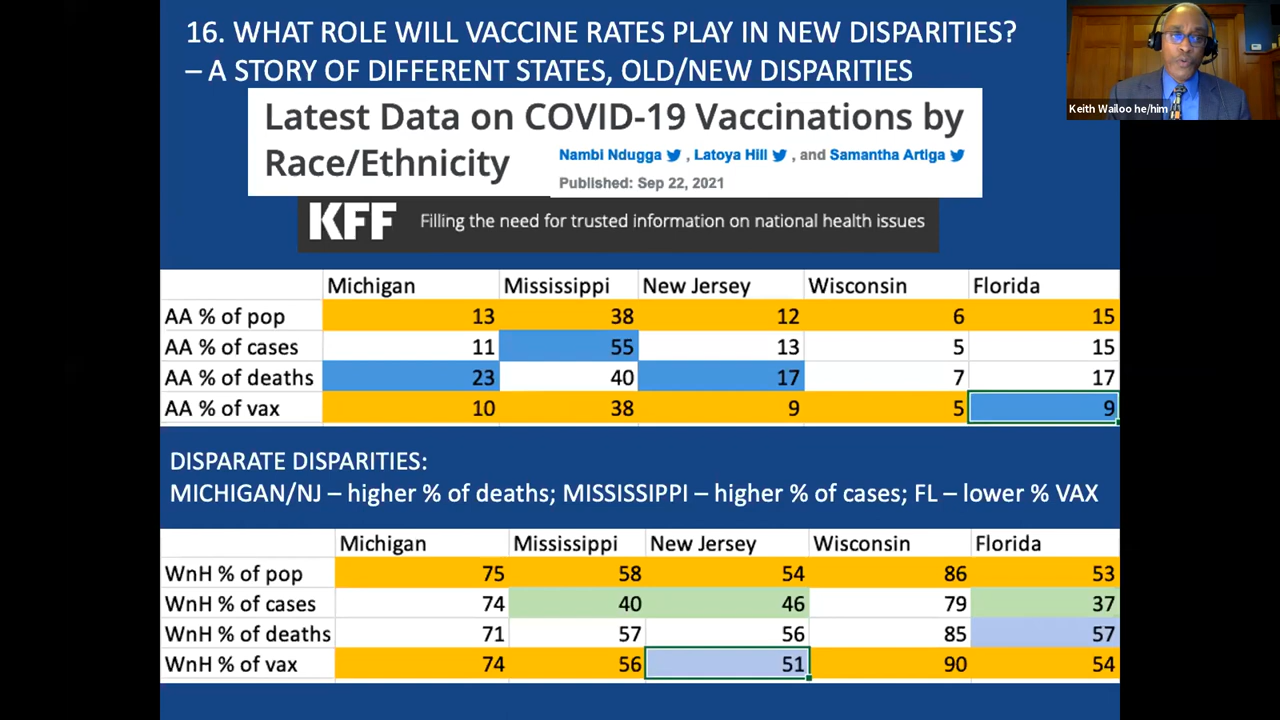 16. WHAT ROLE WILL VACCINE RATES PLAY IN NEW DISPARITIES?
– A STORY OF DIFFERENT STATES, OLD/NEW DISPARITIES
Keith Wailoo he/him
Latest Data on COVID-19 Vaccinations by
Race/Ethnicity
Nambi Ndugga , Latoya Hill , and Samantha Artiga
Published: Sep 22, 2021
KFF Filling the need for trusted information on national health issues
Michigan Mississippi New Jersey Wisconsin Florida
AA % of pop 13 38 12 6 15
AA % of cases 11 55 13 5 15
AA % of deaths 23 40 17 7 17
AA % of vax 10 38 9 5 9
DISPARATE DISPARITIES:
MICHIGAN/NJ – higher % of deaths; MISSISSIPPI – higher % of cases; FL – lower % VAX
Michigan Mississippi New Jersey Wisconsin Florida
WnH % of pop 75 58 54 86 53
WnH % of cases 74 40 46 79 37
WnH % of deaths 71 57 56 85 57
WnH % of vax 74 56 51 90 54